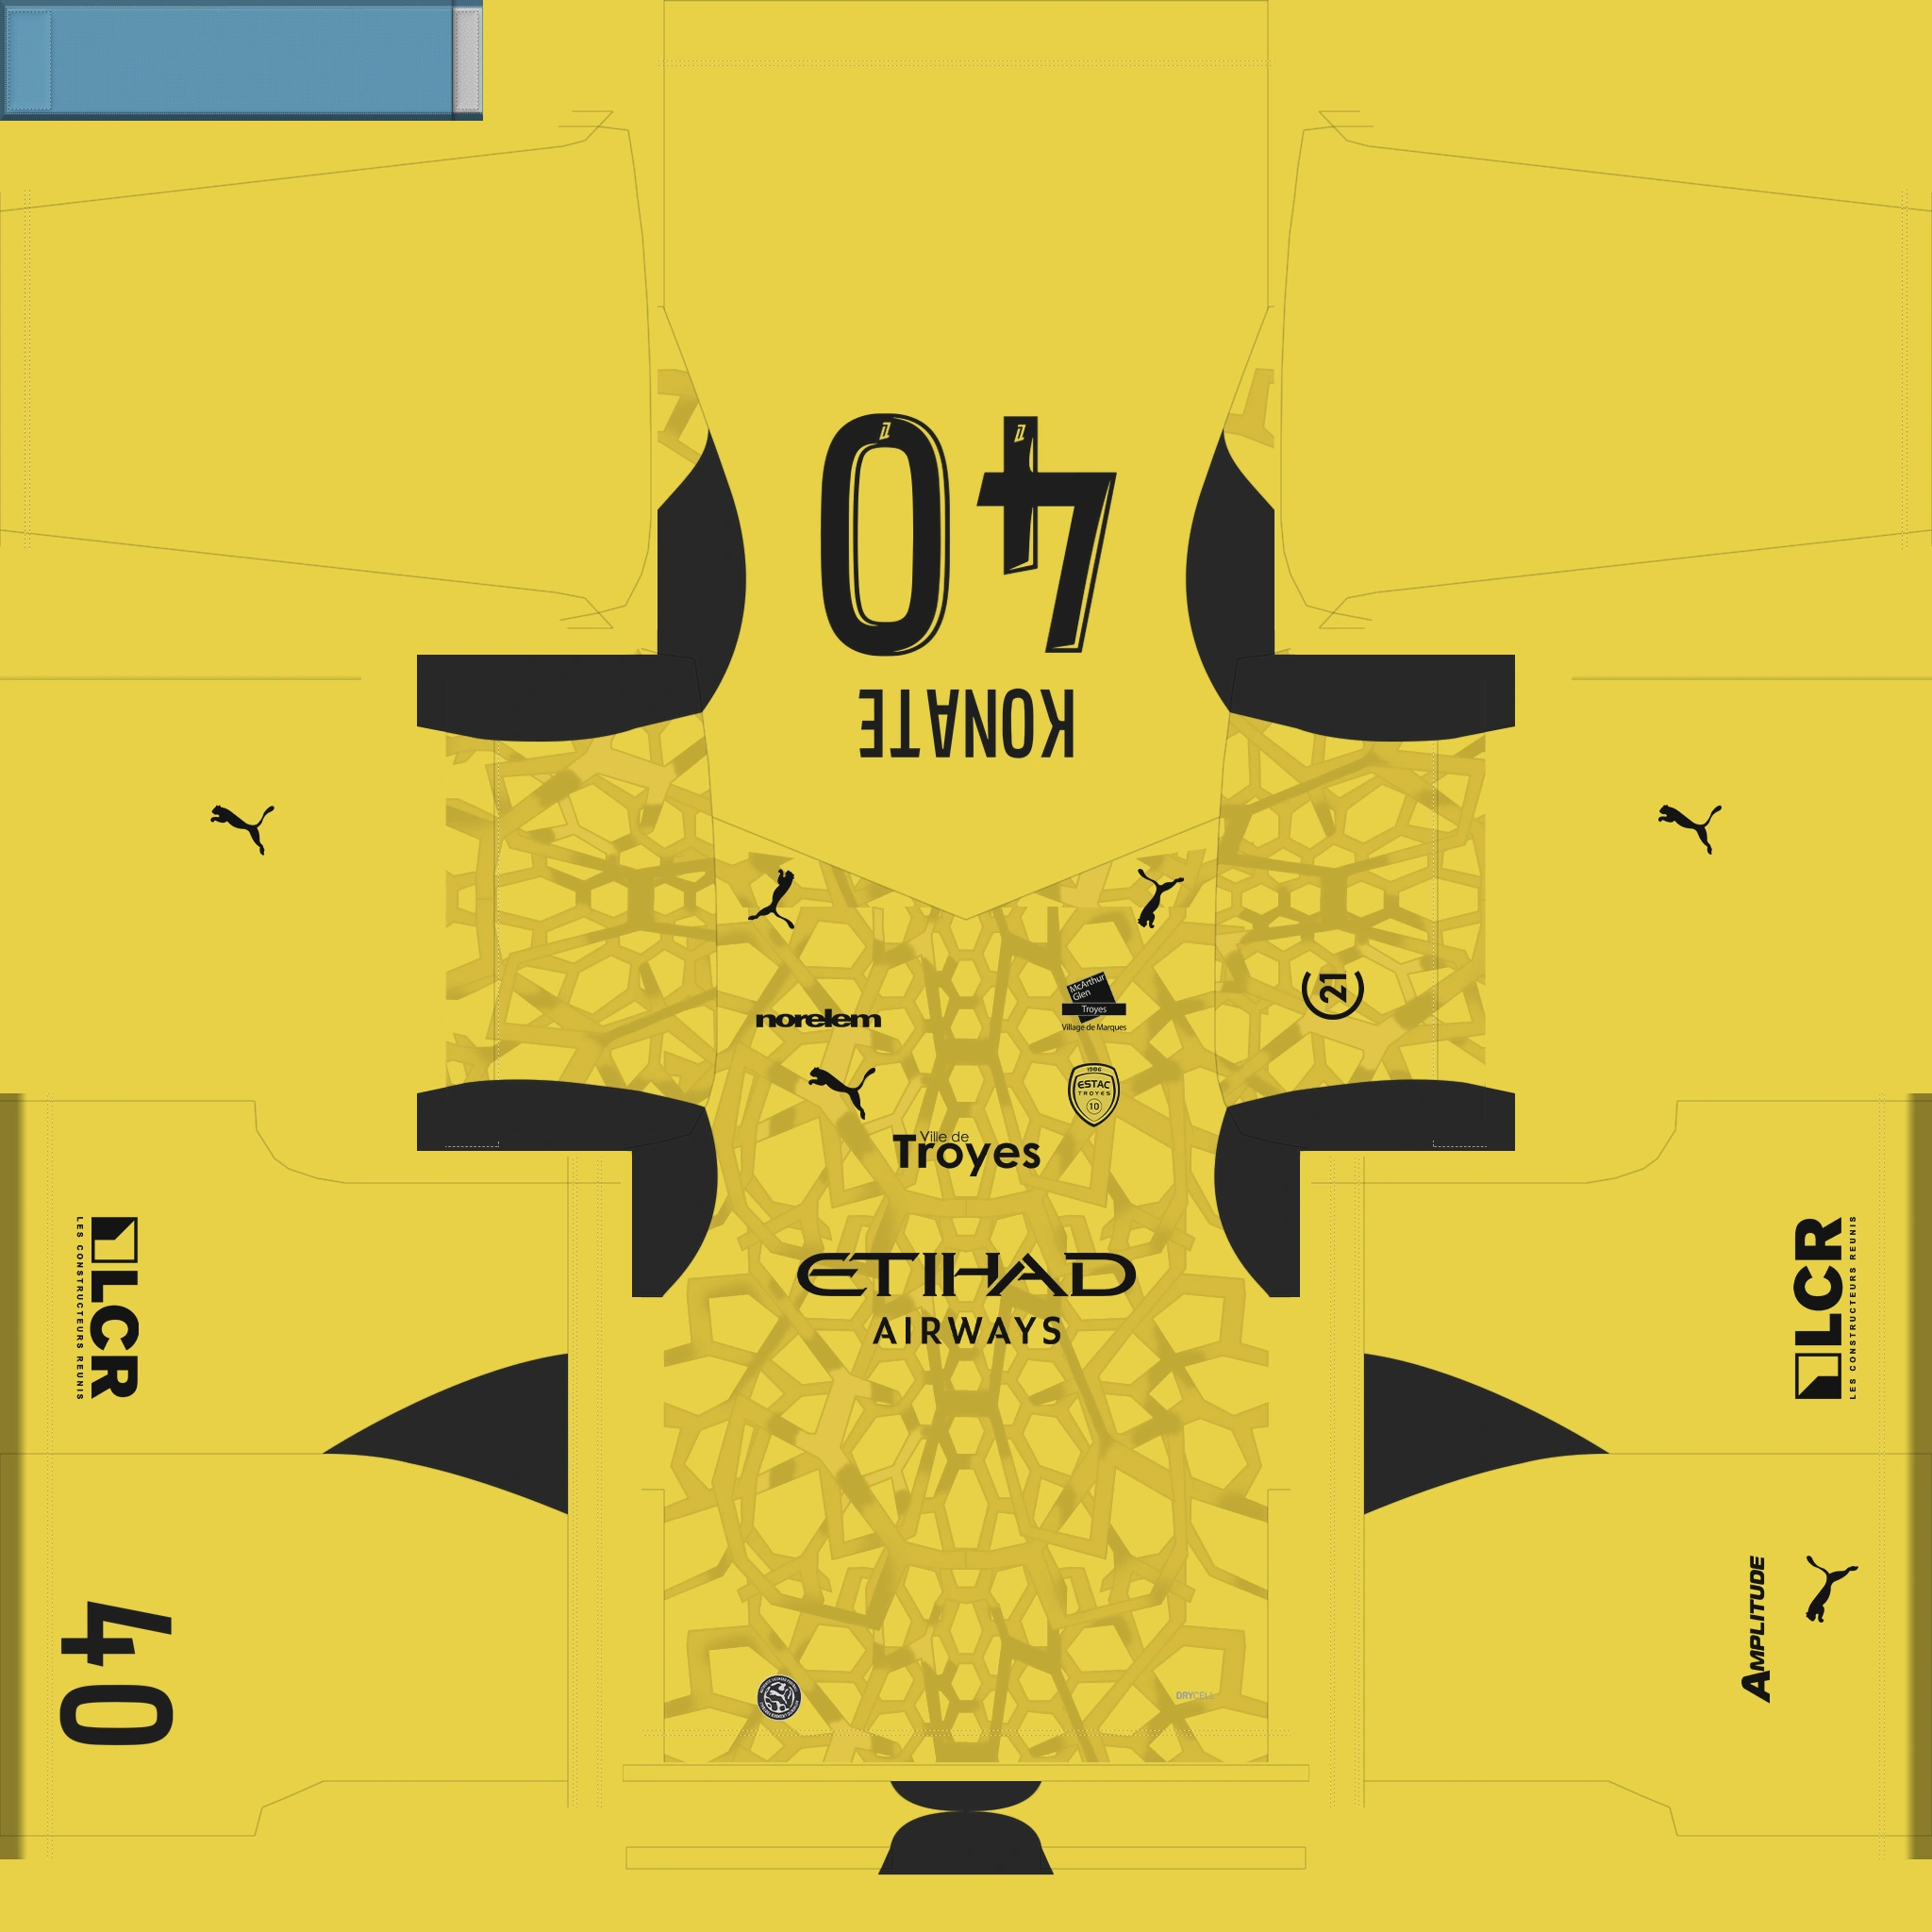 40
KONATE
McArthur
Glen
Troyes
Village de Marques
norelem
21
1986
ESTAC
TROYES
10
Ville de
Troyes
ETIHAD
AIRWAYS
LCR
LES CONSTRUCTEURS REUNIS
LCR
LES CONSTRUCTEURS REUNIS
40
AMPLITUDE
DRYCELL